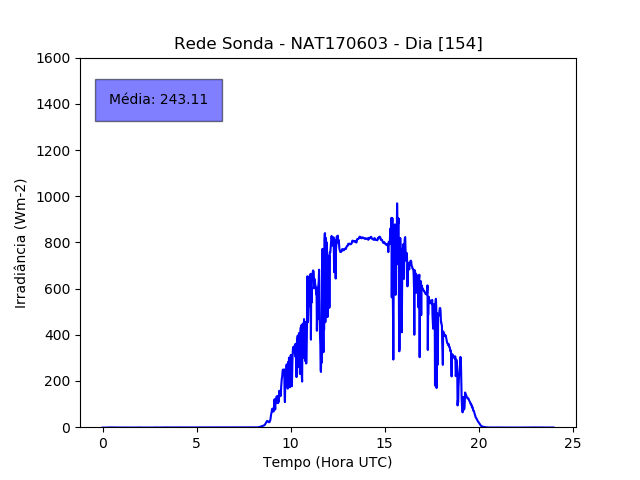 Rede Sonda - NAT170603 - Dia [154]
Média: 243.11
Irradiância (Wm-2)
1600
1400
1200
1000
800
600
400
200
0
0 5 10 15 20 25
Tempo (Hora UTC)